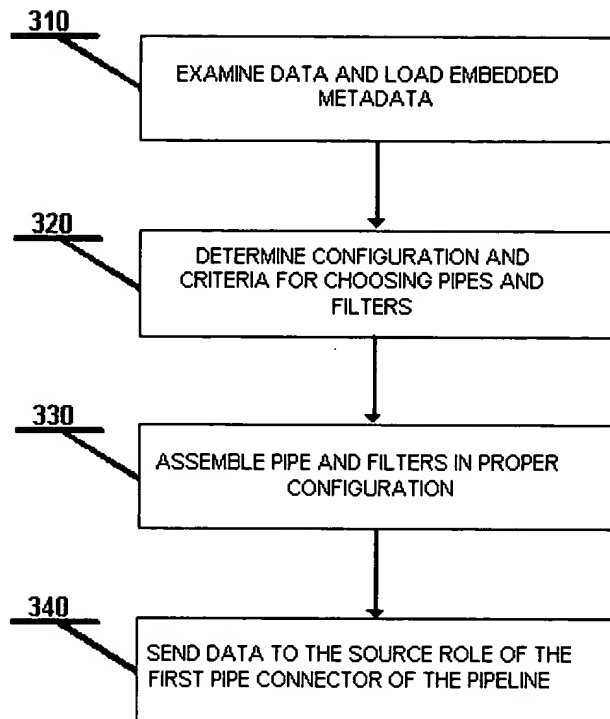 310
EXAMINE DATA AND LOAD EMBEDDED
METADATA
320
DETERMINE CONFIGURATION AND
CRITERIA FOR CHOOSING PIPES AND
FILTERS
330
ASSEMBLE PIPE AND FILTERS IN PROPER
CONFIGURATION
340
SEND DATA TO THE SOURCE ROLE OF THE
FIRST PIPE CONNECTOR OF THE PIPELINE